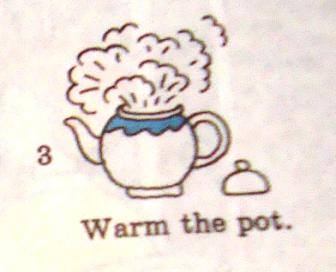 3
Warm the pot.